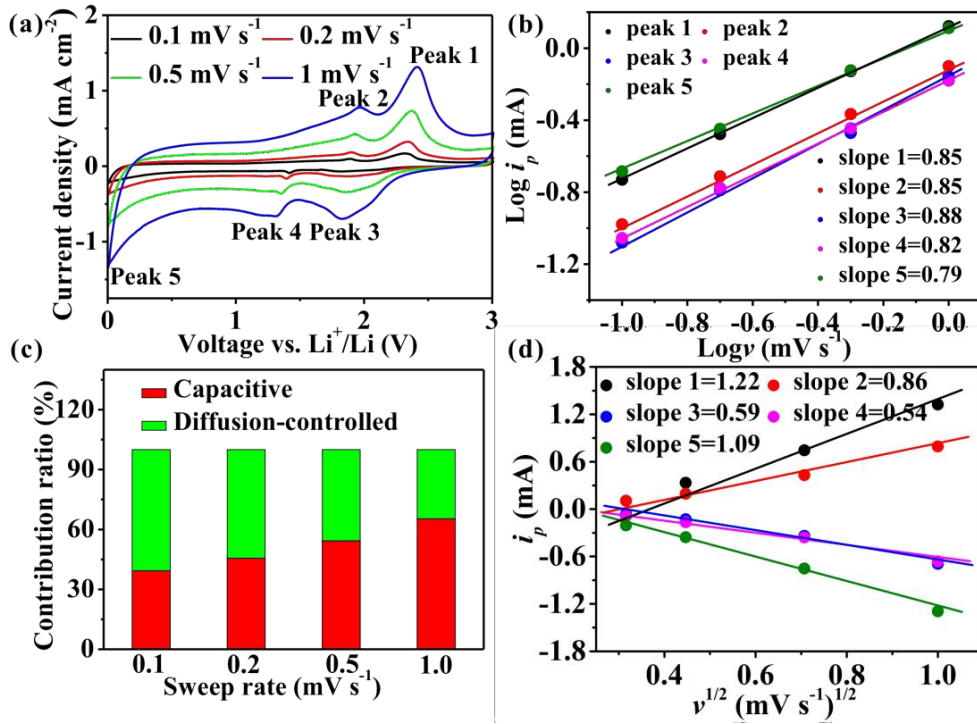 (a)
0.1 mV s⁻¹ 0.2 mV s⁻¹
0.5 mV s⁻¹ 1 mV s⁻¹
Peak 1
Peak 2
Peak 4 Peak 3
Peak 5
2
1
0
-1
0 1 2 3
Current density (mA cm⁻²)
Voltage vs. Li⁺/Li (V)
(b)
peak 1 peak 2
peak 3 peak 4
peak 5
slope 1=0.85
slope 2=0.85
slope 3=0.88
slope 4=0.82
slope 5=0.79
0.0
-0.4
-0.8
-1.2
-1.0 -0.8 -0.6 -0.4 -0.2 0.0
Log iₚ (mA)
Logν (mV s⁻¹)
(c)
Capacitive
Diffusion-controlled
120
90
60
30
0
0.1 0.2 0.5 1.0
Contribution ratio (%)
Sweep rate (mV s⁻¹)
(d)
slope 1=1.22 slope 2=0.86
slope 3=0.59 slope 4=0.54
slope 5=1.09
1.8
1.2
0.6
0.0
-0.6
-1.2
-1.8
0.4 0.6 0.8 1.0
iₚ (mA)
ν¹ᐟ² (mV s⁻¹)¹ᐟ²